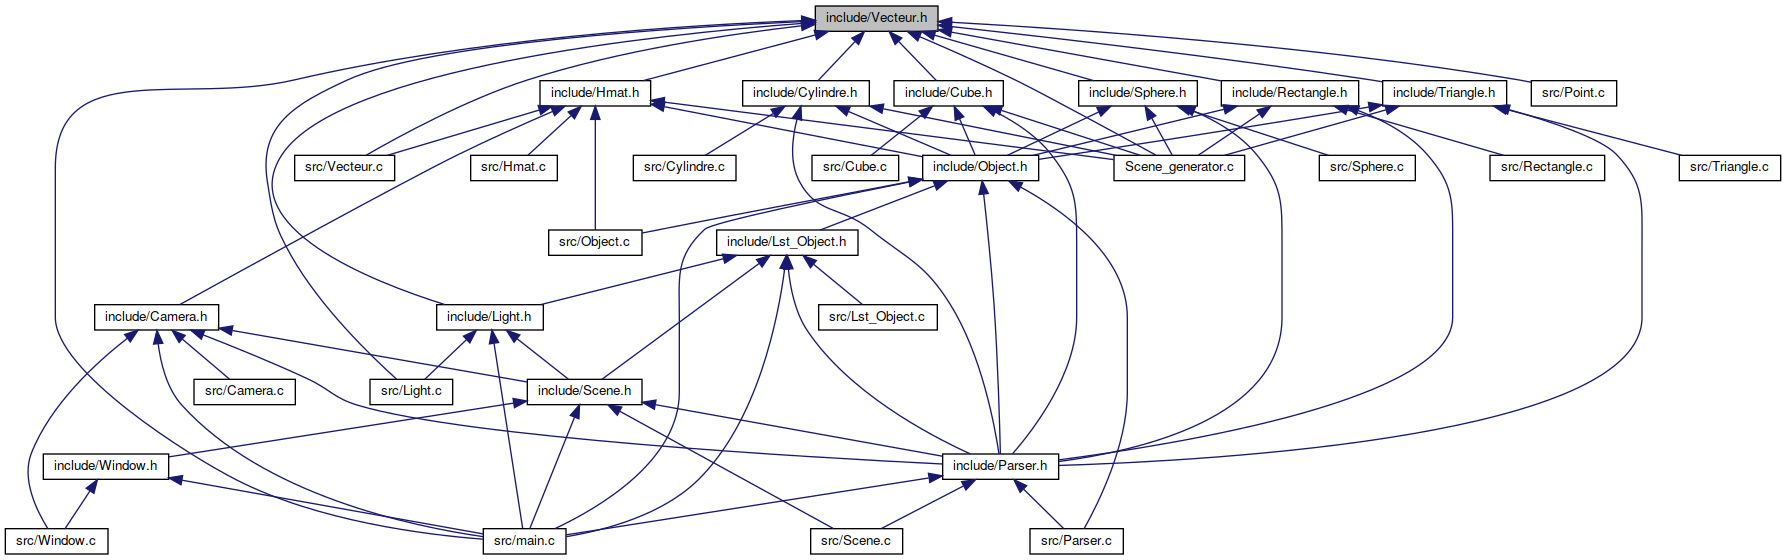 include/Vecteur.h
include/Hmat.h
include/Cylindre.h
include/Cube.h
include/Sphere.h
include/Rectangle.h
include/Triangle.h
src/Point.c
src/Vecteur.c
src/Hmat.c
src/Cylindre.c
src/Cube.c
include/Object.h
Scene_generator.c
src/Sphere.c
src/Rectangle.c
src/Triangle.c
src/Object.c
include/Lst_Object.h
include/Camera.h
include/Light.h
src/Lst_Object.c
src/Camera.c
src/Light.c
include/Scene.h
include/Window.h
include/Parser.h
src/Window.c
src/main.c
src/Scene.c
src/Parser.c